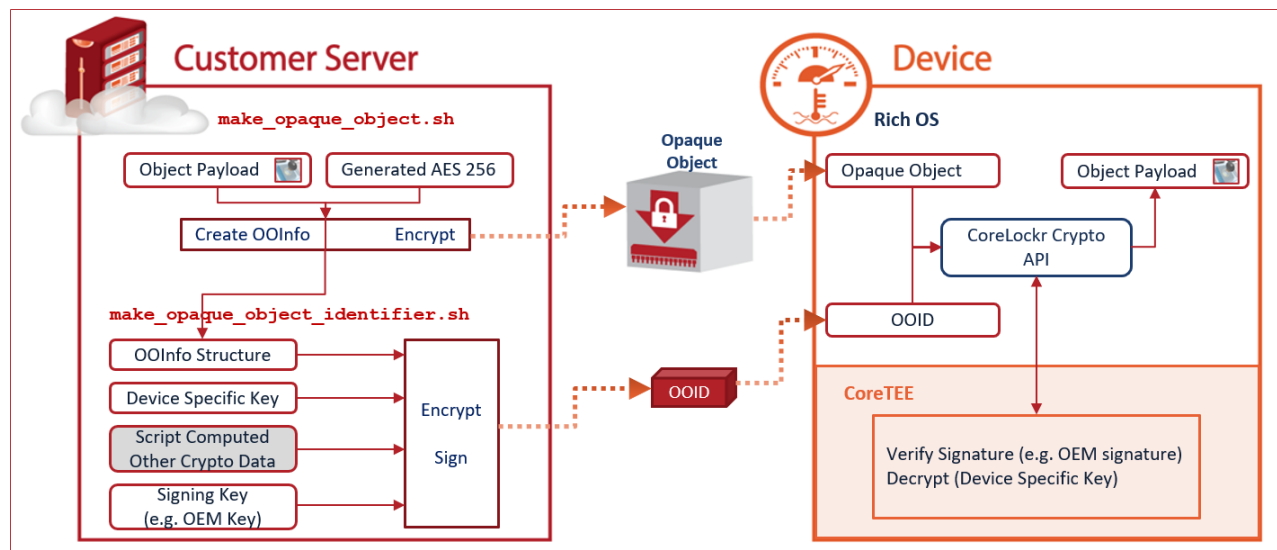 Customer Server
make_opaque_object.sh
Object Payload
Generated AES 256
Create OOInfo
Encrypt
make_opaque_object_identifier.sh
OOInfo Structure
Device Specific Key
Script Computed
Other Crypto Data
Signing Key
(e.g. OEM Key)
Encrypt
Sign
Opaque
Object
OOID
Device
Rich OS
Opaque Object
Object Payload
CoreLockr Crypto
API
OOID
CoreTEE
Verify Signature (e.g. OEM signature)
Decrypt (Device Specific Key)